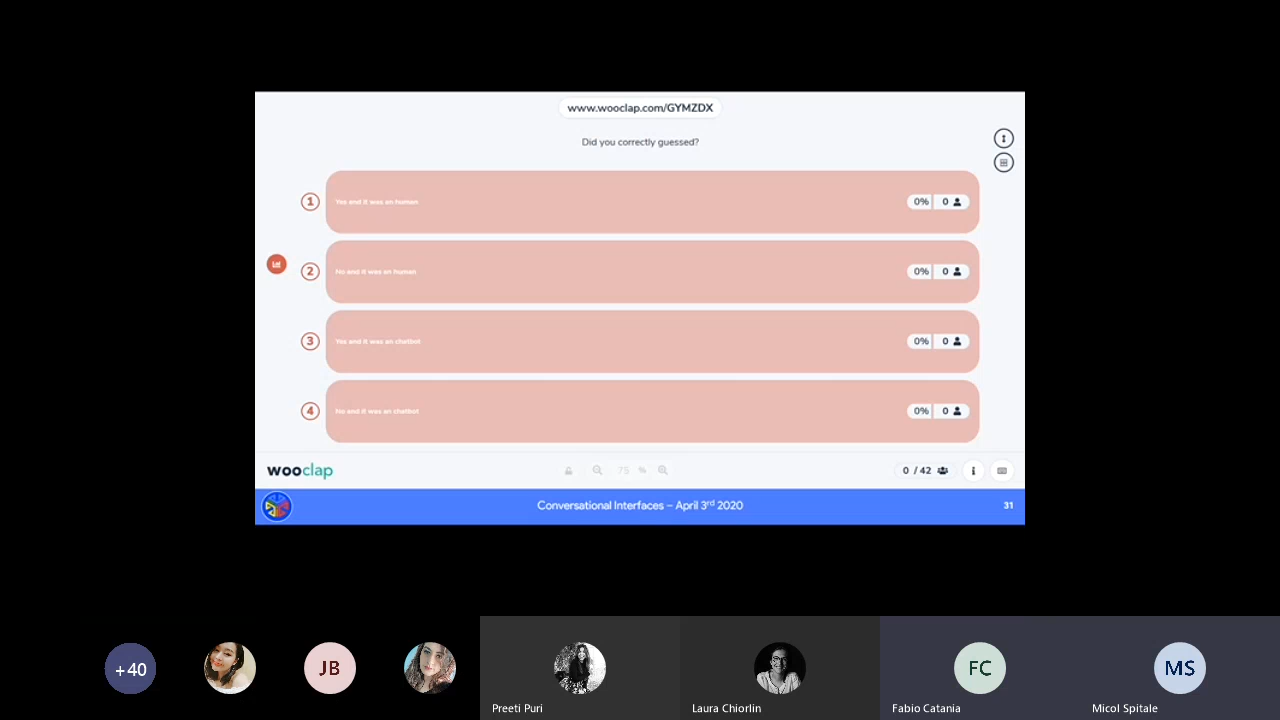 www.wooclap.com/GYMZDX
Did you correctly guessed?
1 Yes and it was an human 0% 0
2 No and it was an human 0% 0
3 Yes and it was an chatbot 0% 0
4 No and it was an chatbot 0% 0
wooclap 75 % 0 / 42
Conversational Interfaces – April 3rd 2020 31
+40 JB FC MS
Preeti Puri Laura Chiorlin Fabio Catania Micol Spitale